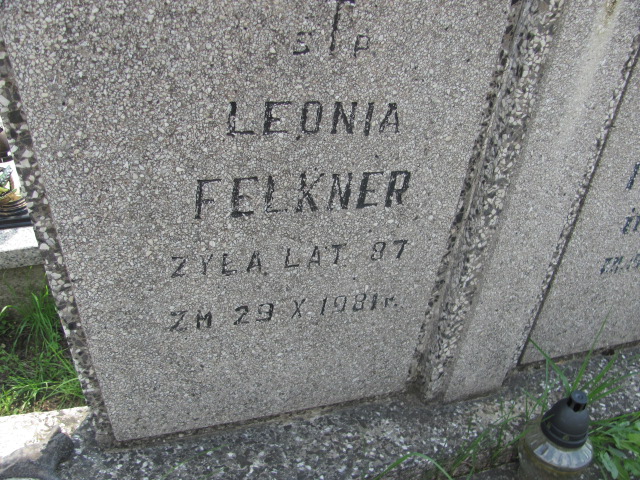 Ś P
LEONIA
FELKNER
ŻYŁA LAT 87
ZM 29 X 1981 R.